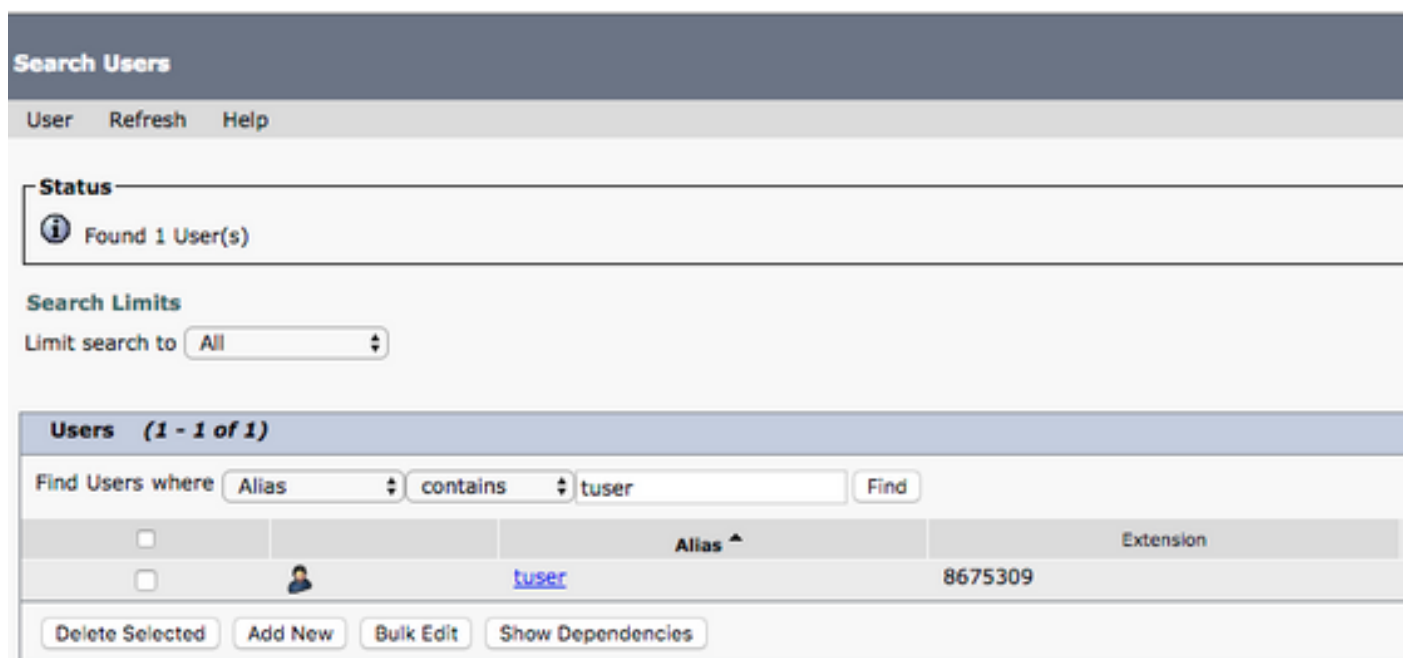 Search Users
User Refresh Help
Status
Found 1 User(s)
Search Limits
Limit search to All
Users (1 - 1 of 1)
Find Users where Alias contains tuser Find
Alias Extension
tuser 8675309
Delete Selected Add New Bulk Edit Show Dependencies